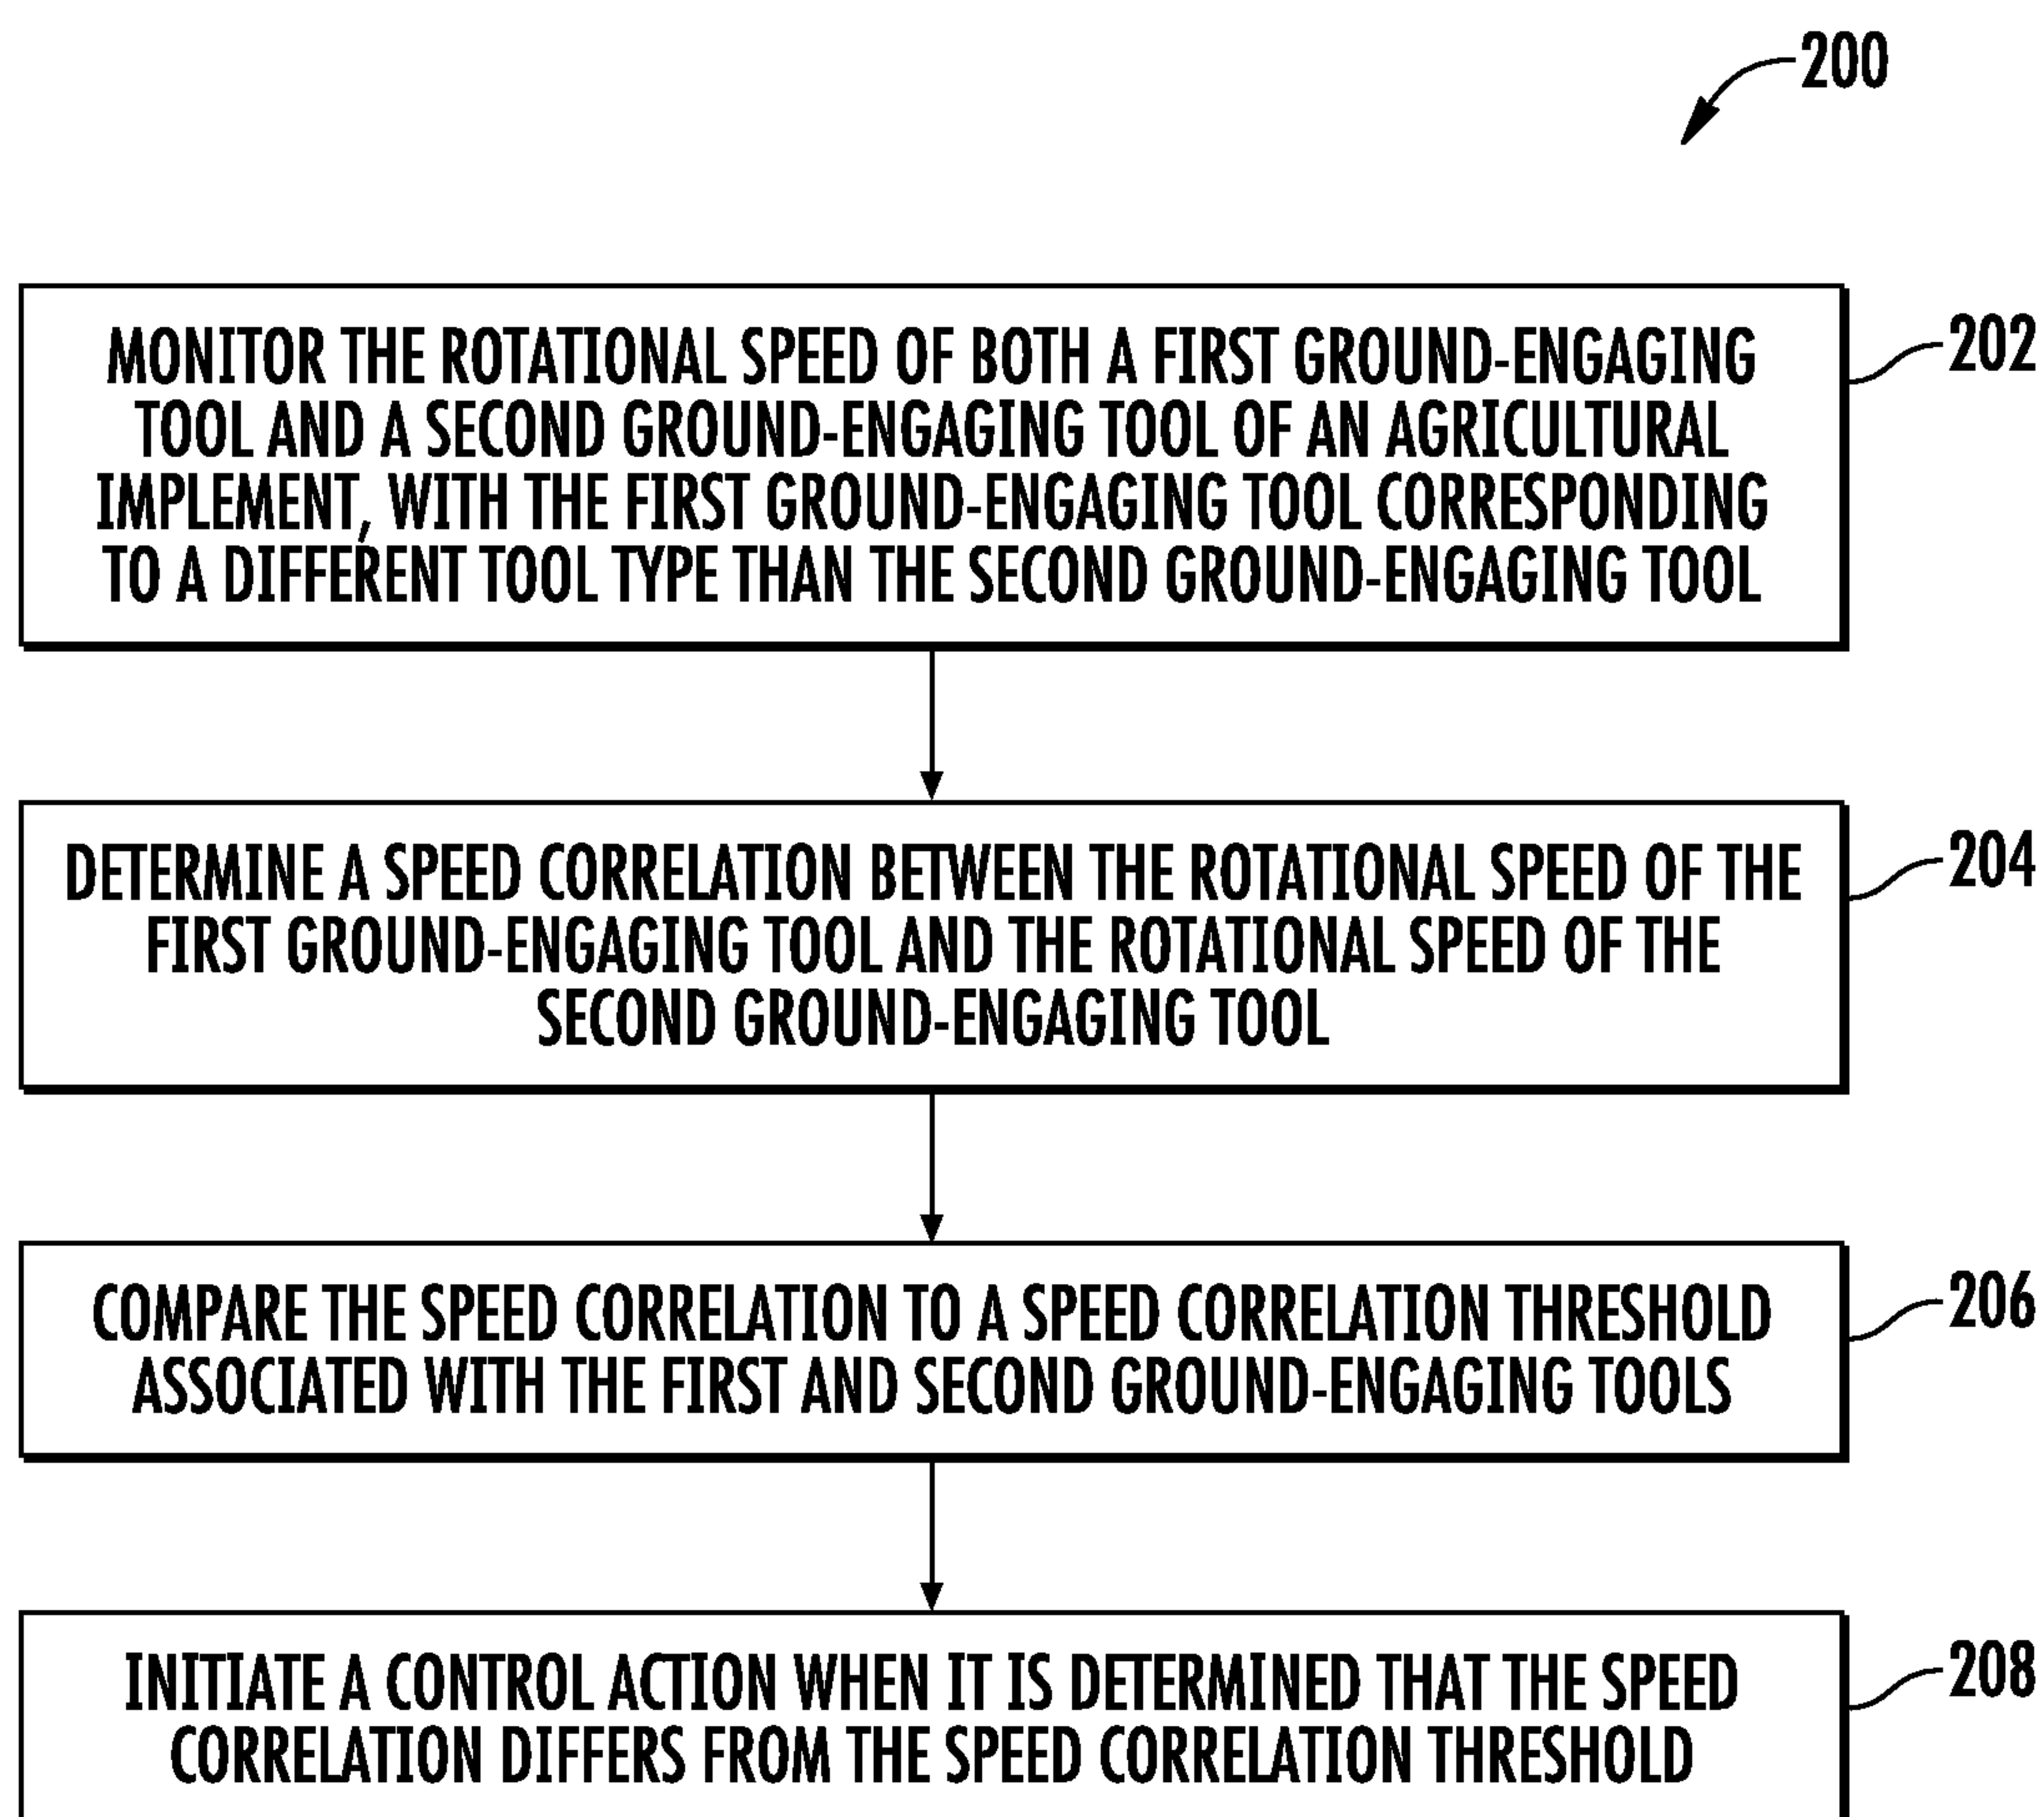 200
MONITOR THE ROTATIONAL SPEED OF BOTH A FIRST GROUND-ENGAGING
TOOL AND A SECOND GROUND-ENGAGING TOOL OF AN AGRICULTURAL
IMPLEMENT, WITH THE FIRST GROUND-ENGAGING TOOL CORRESPONDING
TO A DIFFERENT TOOL TYPE THAN THE SECOND GROUND-ENGAGING TOOL
202
DETERMINE A SPEED CORRELATION BETWEEN THE ROTATIONAL SPEED OF THE
FIRST GROUND-ENGAGING TOOL AND THE ROTATIONAL SPEED OF THE
SECOND GROUND-ENGAGING TOOL
204
COMPARE THE SPEED CORRELATION TO A SPEED CORRELATION THRESHOLD
ASSOCIATED WITH THE FIRST AND SECOND GROUND-ENGAGING TOOLS
206
INITIATE A CONTROL ACTION WHEN IT IS DETERMINED THAT THE SPEED
CORRELATION DIFFERS FROM THE SPEED CORRELATION THRESHOLD
208